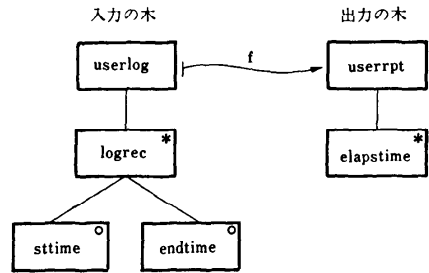 入力の木 出力の木
f
userlog userrpt
* *
logrec elapstime
○ ○
sttime endtime